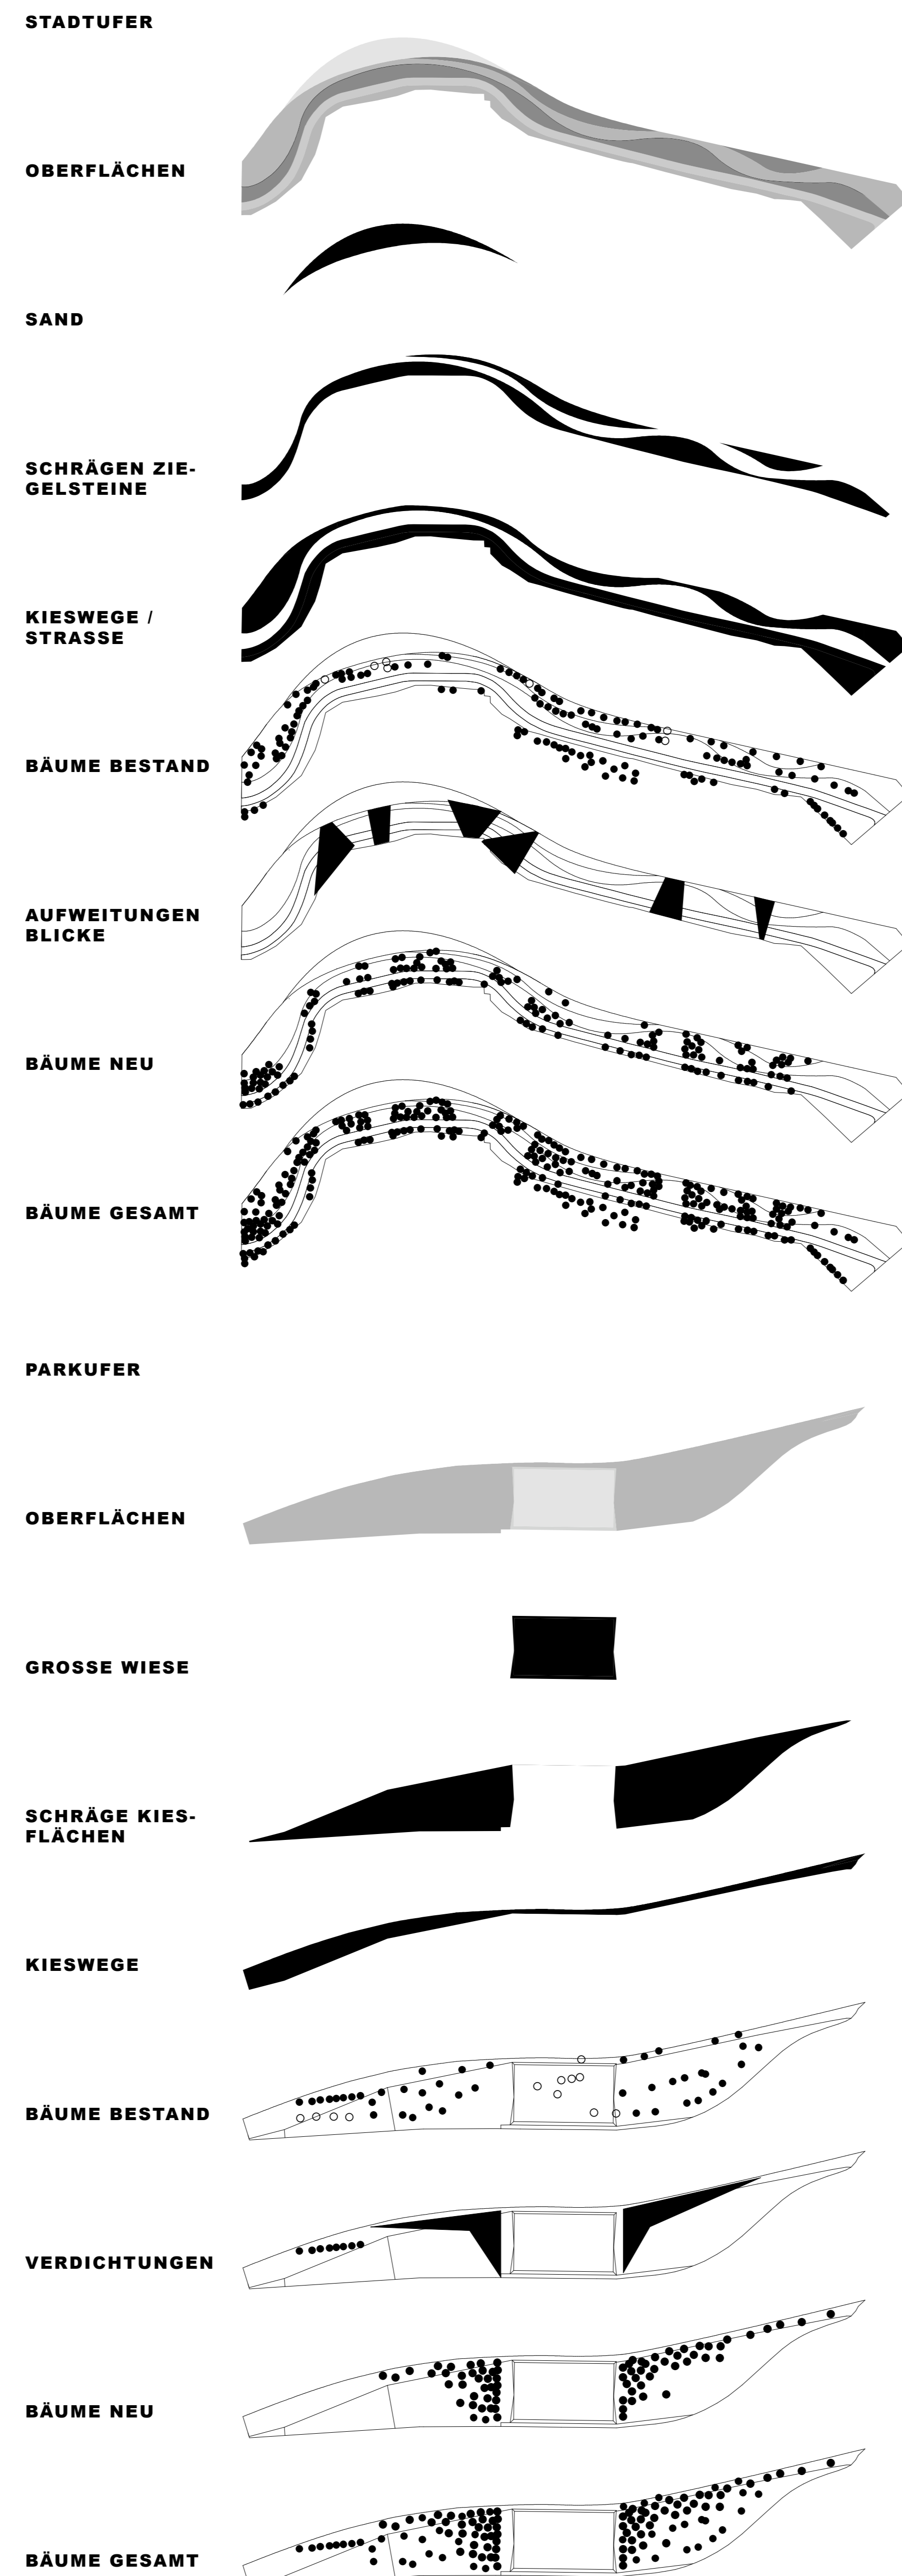 STADTUFER
OBERFLÄCHEN
SAND
SCHRÄGEN ZIE-
GELSTEINE
KIESWEGE /
STRASSE
BÄUME BESTAND
AUFWEITUNGEN
BLICKE
BÄUME NEU
BÄUME GESAMT
PARKUFER
OBERFLÄCHEN
GROSSE WIESE
SCHRÄGE KIES-
FLÄCHEN
KIESWEGE
BÄUME BESTAND
VERDICHTUNGEN
BÄUME NEU
BÄUME GESAMT